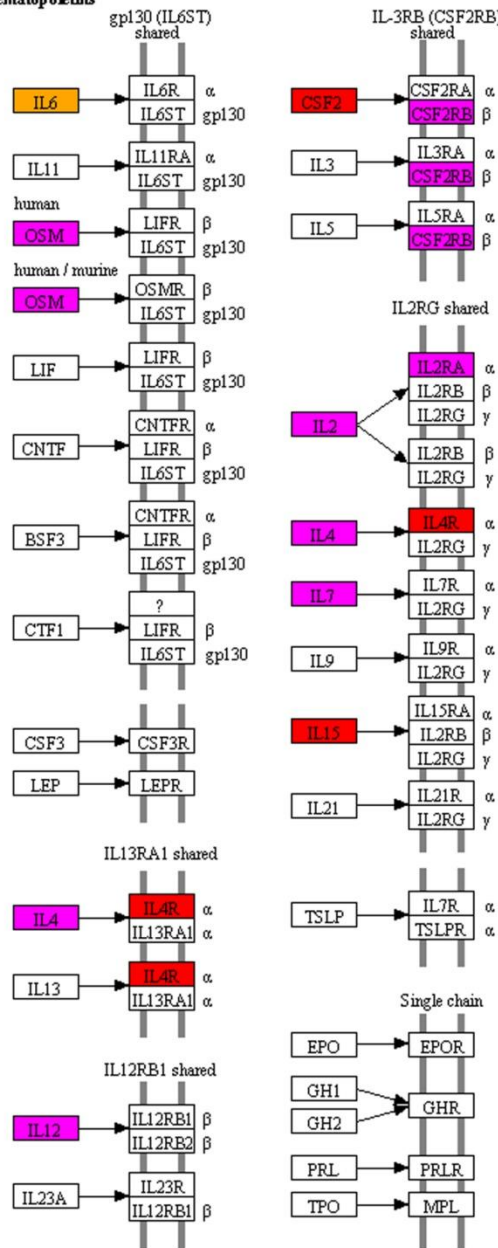 gp130 (IL6ST)
shared
IL6
IL6R α
IL6ST gp130
IL11
IL11RA α
IL6ST gp130
human
OSM
LIFR β
IL6ST gp130
human / murine
OSM
OSMR β
IL6ST gp130
LIF
LIFR β
IL6ST gp130
CNTF
CNTFR α
LIFR β
IL6ST gp130
BSF3
CNTFR α
LIFR β
IL6ST gp130
CTF1
?
LIFR β
IL6ST gp130
CSF3
CSF3R
LEP
LEPR
IL13RA1 shared
IL4
IL4R α
IL13RA1 α
IL13
IL4R α
IL13RA1 α
IL12RB1 shared
IL12
IL12RB1 β
IL12RB2 β
IL23A
IL23R
IL12RB1 β
IL-3RB (CSF2RB)
shared
CSF2
CSF2RA α
CSF2RB β
IL3
IL3RA α
CSF2RB β
IL5
IL5RA α
CSF2RB β
IL2RG shared
IL2
IL2RA α
IL2RB β
IL2RG γ
IL2RB β
IL2RG γ
IL4
IL4R α
IL2RG γ
IL7
IL7R α
IL2RG γ
IL9
IL9R α
IL2RG γ
IL15
IL15RA α
IL2RB β
IL2RG γ
IL21
IL21R α
IL2RG γ
TSLP
IL7R α
TSLPR α
Single chain
EPO
EPOR
GH1
GH2
GHR
PRL
PRLR
TPO
MPL